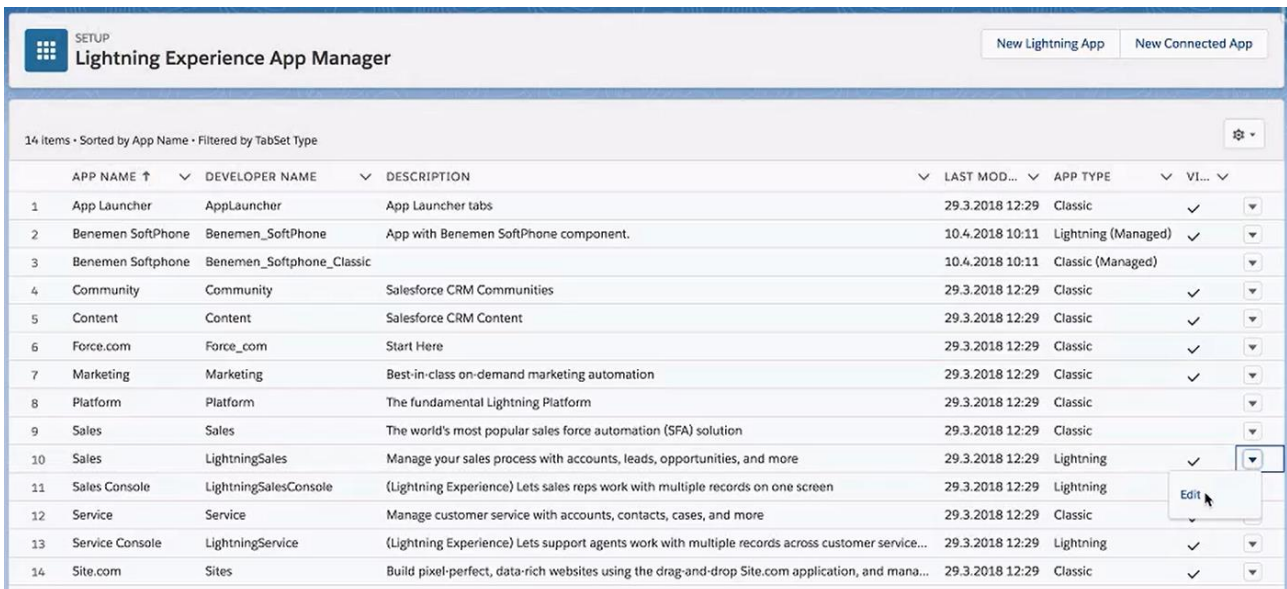 SETUP
Lightning Experience App Manager
New Lightning App New Connected App
14 items • Sorted by App Name • Filtered by TabSet Type
APP NAME ↑ DEVELOPER NAME DESCRIPTION LAST MOD... APP TYPE VI...
1 App Launcher AppLauncher App Launcher tabs 29.3.2018 12:29 Classic
2 Benemen SoftPhone Benemen_SoftPhone App with Benemen SoftPhone component. 10.4.2018 10:11 Lightning (Managed)
3 Benemen Softphone Benemen_Softphone_Classic 10.4.2018 10:11 Classic (Managed)
4 Community Community Salesforce CRM Communities 29.3.2018 12:29 Classic
5 Content Content Salesforce CRM Content 29.3.2018 12:29 Classic
6 Force.com Force_com Start Here 29.3.2018 12:29 Classic
7 Marketing Marketing Best-in-class on-demand marketing automation 29.3.2018 12:29 Classic
8 Platform Platform The fundamental Lightning Platform 29.3.2018 12:29 Classic
9 Sales Sales The world's most popular sales force automation (SFA) solution 29.3.2018 12:29 Classic
10 Sales LightningSales Manage your sales process with accounts, leads, opportunities, and more 29.3.2018 12:29 Lightning
11 Sales Console LightningSalesConsole (Lightning Experience) Lets sales reps work with multiple records on one screen 29.3.2018 12:29 Lightning
Edit
12 Service Service Manage customer service with accounts, contacts, cases, and more 29.3.2018 12:29 Classic
13 Service Console LightningService (Lightning Experience) Lets support agents work with multiple records across customer service... 29.3.2018 12:29 Lightning
14 Site.com Sites Build pixel-perfect, data-rich websites using the drag-and-drop Site.com application, and mana... 29.3.2018 12:29 Classic